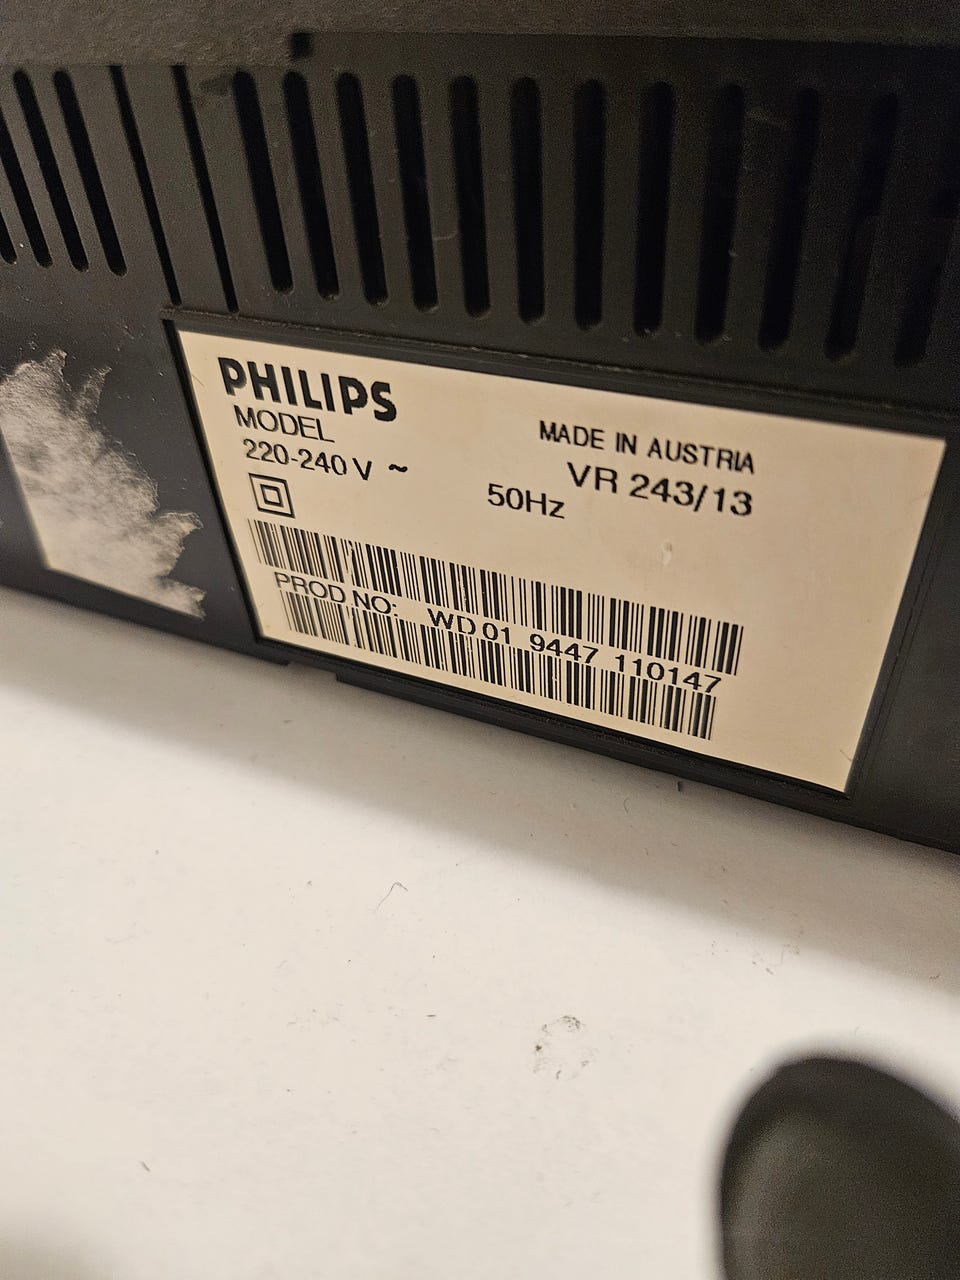 PHILIPS
MADE IN AUSTRIA
MODEL VR 243/13
220-240 V ~ 50Hz
PROD NO: WD 01 9447 110147